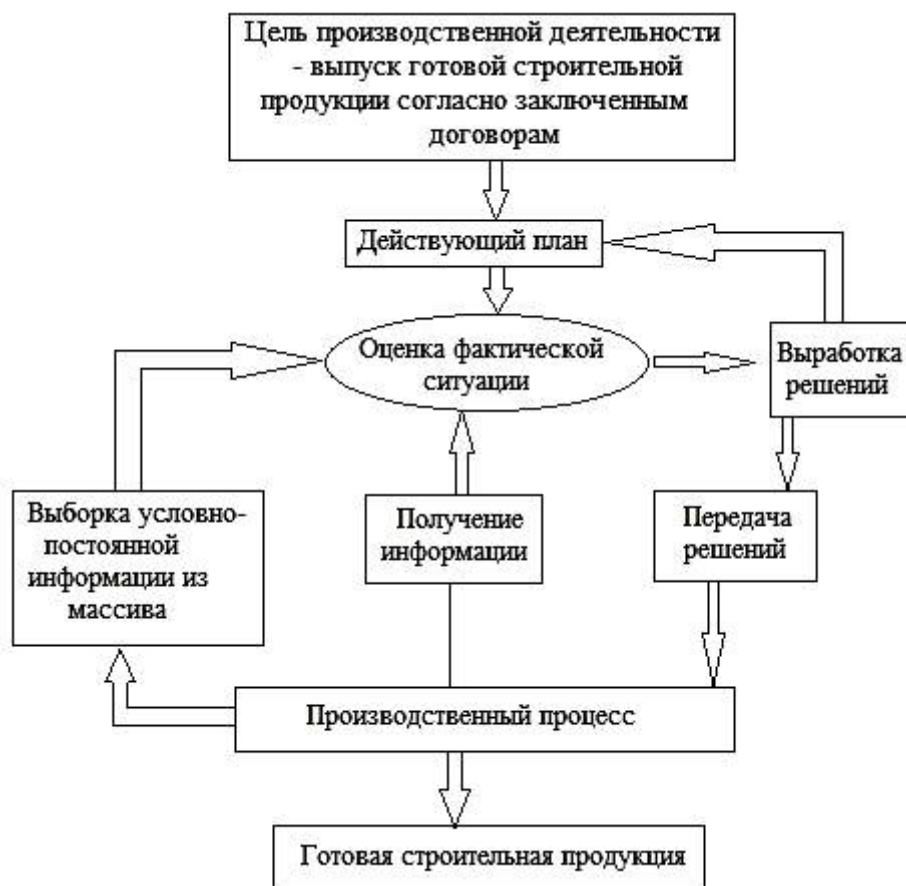 Цель производственной деятельности
- выпуск готовой строительной
продукции согласно заключенным
договорам
Действующий план
Оценка фактической
ситуации
Выработка
решений
Выборка условно-
постоянной
информации из
массива
Получение
информации
Передача
решений
Производственный процесс
Готовая строительная продукция